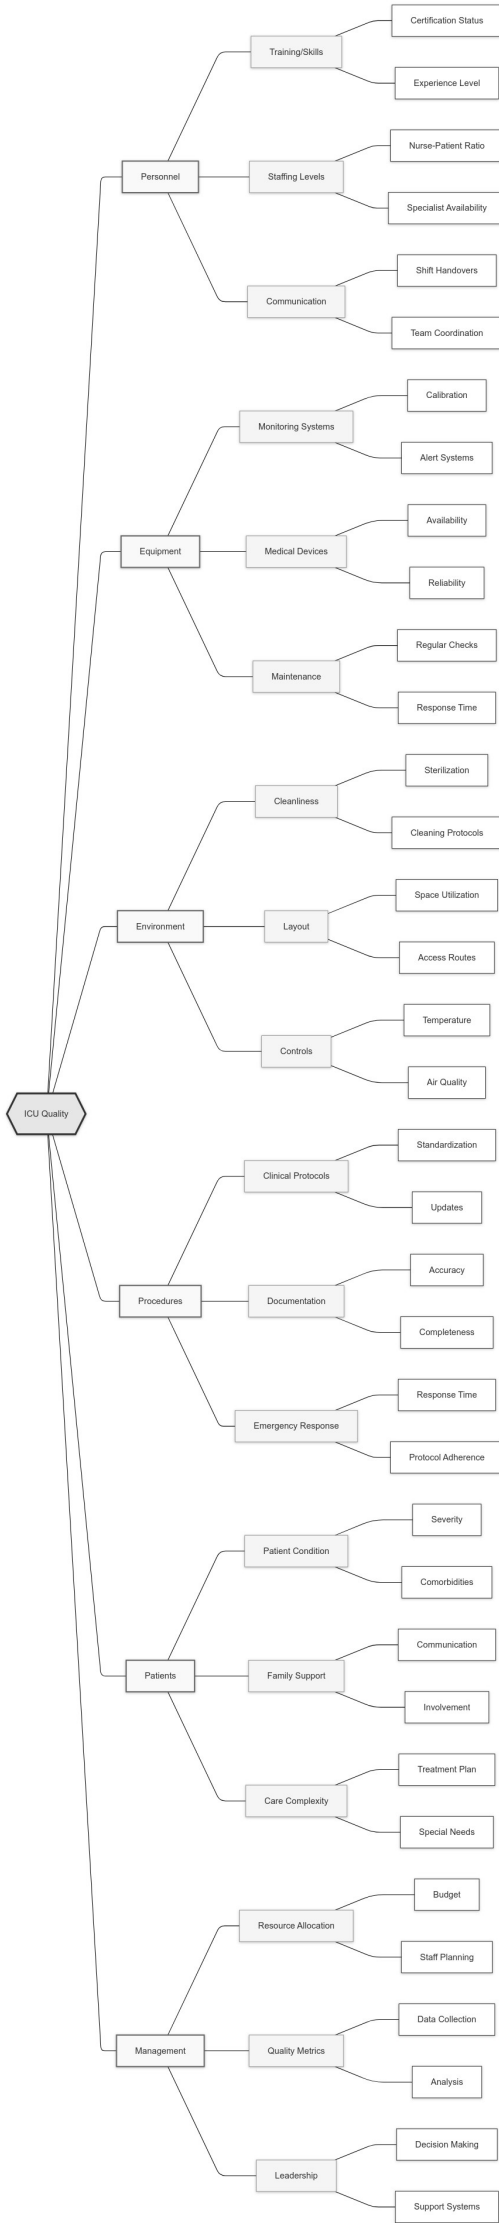 Certification Status
Training/Skills
Experience Level
Nurse-Patient Ratio
Personnel
Staffing Levels
Specialist Availability
Shift Handovers
Communication
Team Coordination
Calibration
Monitoring Systems
Alert Systems
Availability
Equipment
Medical Devices
Reliability
Regular Checks
Maintenance
Response Time
Sterilization
Cleanliness
Cleaning Protocols
Space Utilization
Environment
Layout
Access Routes
Temperature
Controls
Air Quality
ICU Quality
Standardization
Clinical Protocols
Updates
Accuracy
Procedures
Documentation
Completeness
Response Time
Emergency Response
Protocol Adherence
Severity
Patient Condition
Comorbidities
Communication
Patients
Family Support
Involvement
Treatment Plan
Care Complexity
Special Needs
Budget
Resource Allocation
Staff Planning
Data Collection
Management
Quality Metrics
Analysis
Decision Making
Leadership
Support Systems